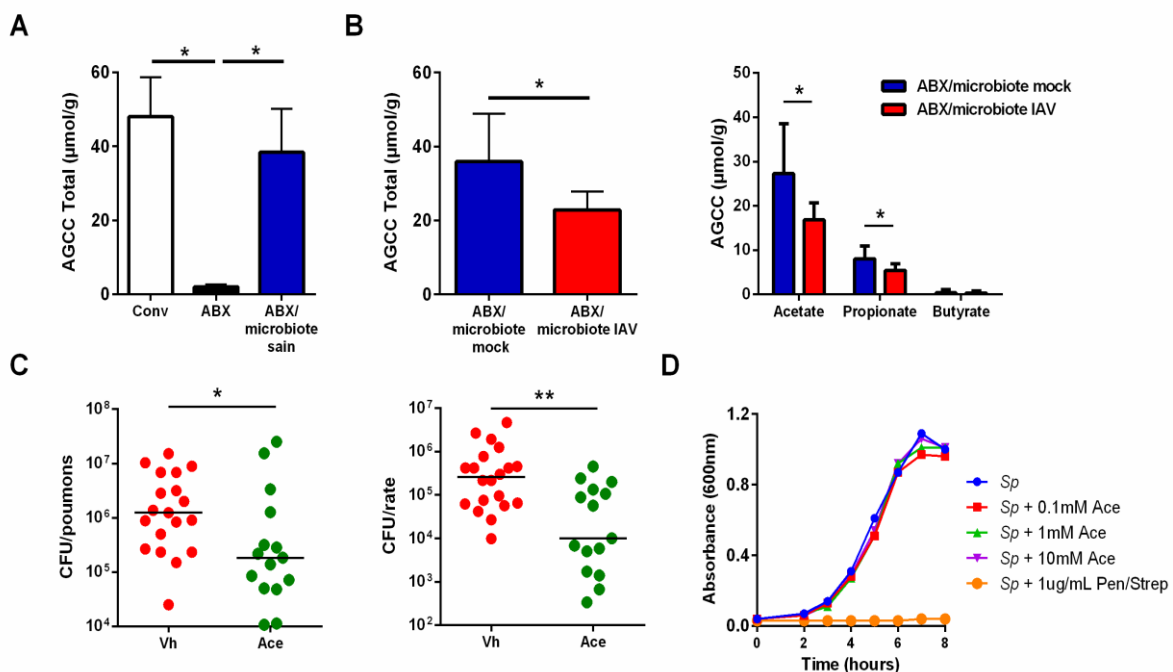 A
AGCC Total (µmol/g)
60
40
20
0
*
*
Conv
ABX
ABX/
microbiote
sain
B
AGCC Total (µmol/g)
60
40
20
0
*
ABX/
microbiote
mock
ABX/
microbiote IAV
AGCC (µmol/g)
50
40
30
20
10
0
*
*
Acetate
Propionate
Butyrate
ABX/microbiote mock
ABX/microbiote IAV
C
CFU/poumons
10⁸
10⁷
10⁶
10⁵
10⁴
*
Vh
Ace
CFU/rate
10⁷
10⁶
10⁵
10⁴
10³
10²
**
Vh
Ace
D
Absorbance (600nm)
1.2
0.8
0.4
0.0
0
2
4
6
8
Time (hours)
Sp
Sp + 0.1mM Ace
Sp + 1mM Ace
Sp + 10mM Ace
Sp + 1ug/mL Pen/Strep